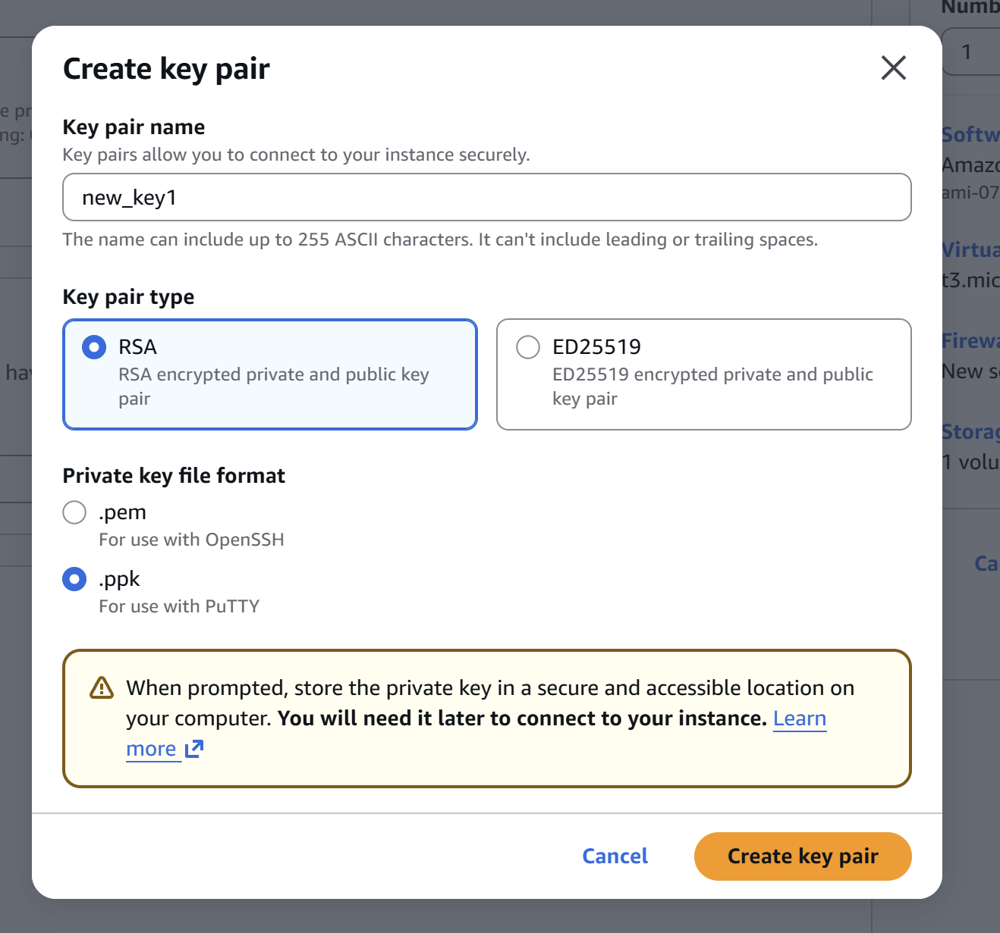 Numb
Create key pair
1
e pr
ng:
Key pair name
Key pairs allow you to connect to your instance securely.
new_key1
The name can include up to 255 ASCII characters. It can't include leading or trailing spaces.
Softw
Amazo
ami-07
Key pair type
Virtua
t3.mic
RSA
RSA encrypted private and public key
pair
ED25519
ED25519 encrypted private and public
key pair
hav
Firewa
New se
Storag
1 volu
Private key file format
.pem
For use with OpenSSH
.ppk
For use with PuTTY
Ca
When prompted, store the private key in a secure and accessible location on
your computer. You will need it later to connect to your instance. Learn
more
Cancel
Create key pair